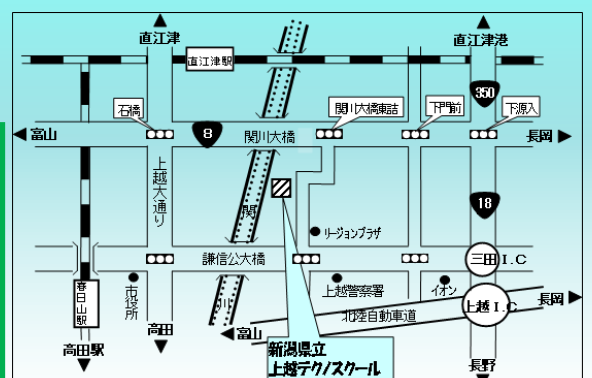 直江津
直江津港
直江津駅
350
石橋
関川大橋東詰
下門前
下源入
富山
8
関川大橋
長岡
上越大通り
18
関
リージョンプラザ
謙信公大橋
三田I.C
市役所
上越警察署
イオン
春日山駅
川
上越I.C
長岡
北陸自動車道
高田
富山
高田駅
新潟県立
上越テクノスクール
長野